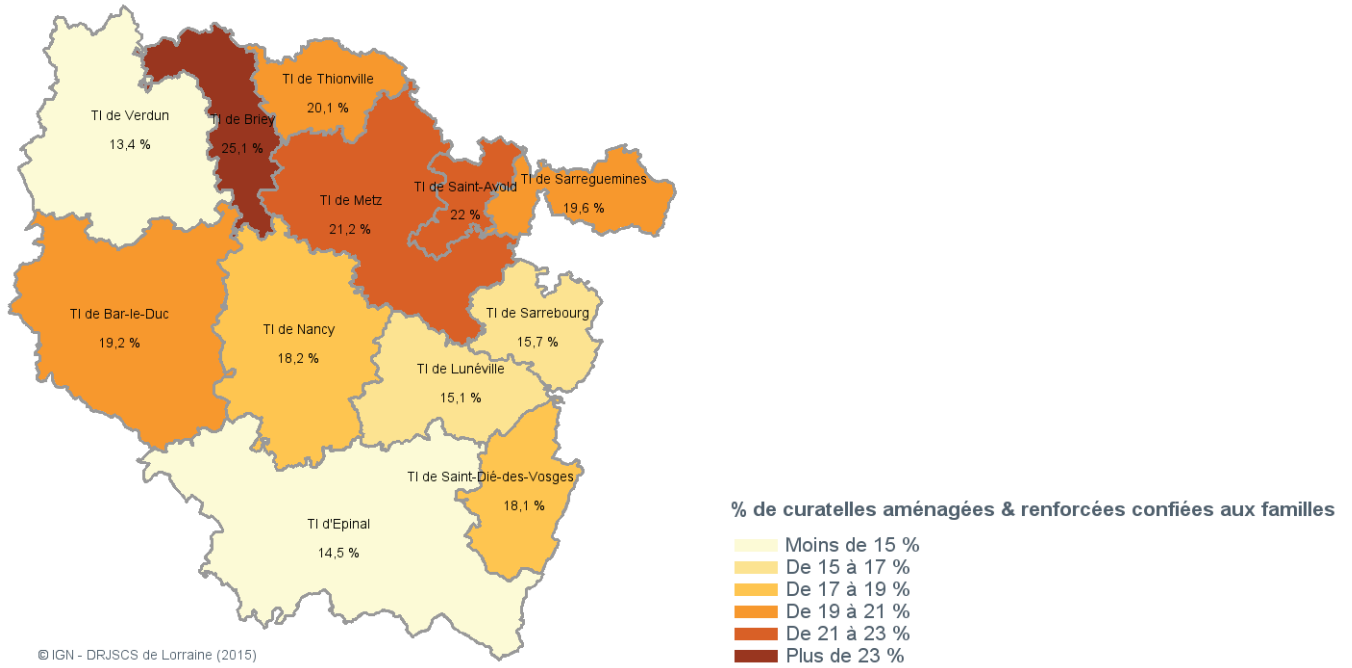 TI de Thionville
20,1 %
TI de Verdun
13,4 %
TI de Briey
25,1 %
TI de Saint-Avold
22 %
TI de Sarreguemines
19,6 %
TI de Metz
21,2 %
TI de Bar-le-Duc
19,2 %
TI de Nancy
18,2 %
TI de Sarrebourg
15,7 %
TI de Lunéville
15,1 %
TI de Saint-Dié-des-Vosges
18,1 %
TI d'Epinal
14,5 %
% de curatelles aménagées & renforcées confiées aux familles
Moins de 15 %
De 15 à 17 %
De 17 à 19 %
De 19 à 21 %
De 21 à 23 %
Plus de 23 %
© IGN - DRJSCS de Lorraine (2015)